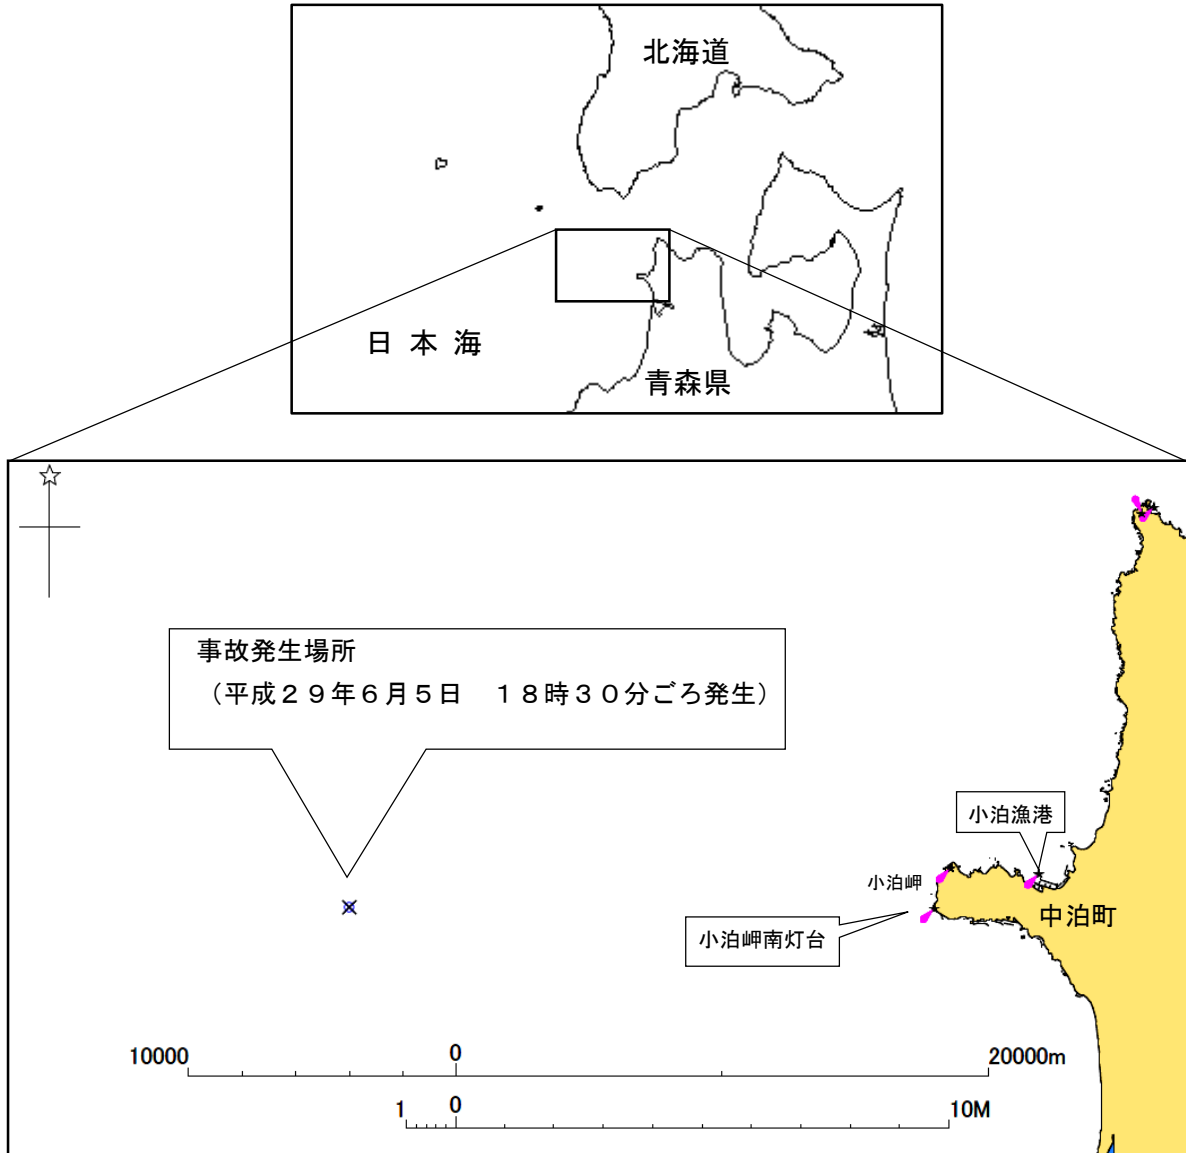 北海道
日本海
青森県
事故発生場所
（平成２９年６月５日　１８時３０分ごろ発生）
小泊漁港
小泊岬
中泊町
小泊岬南灯台
10000 0 20000m
1 0 10M